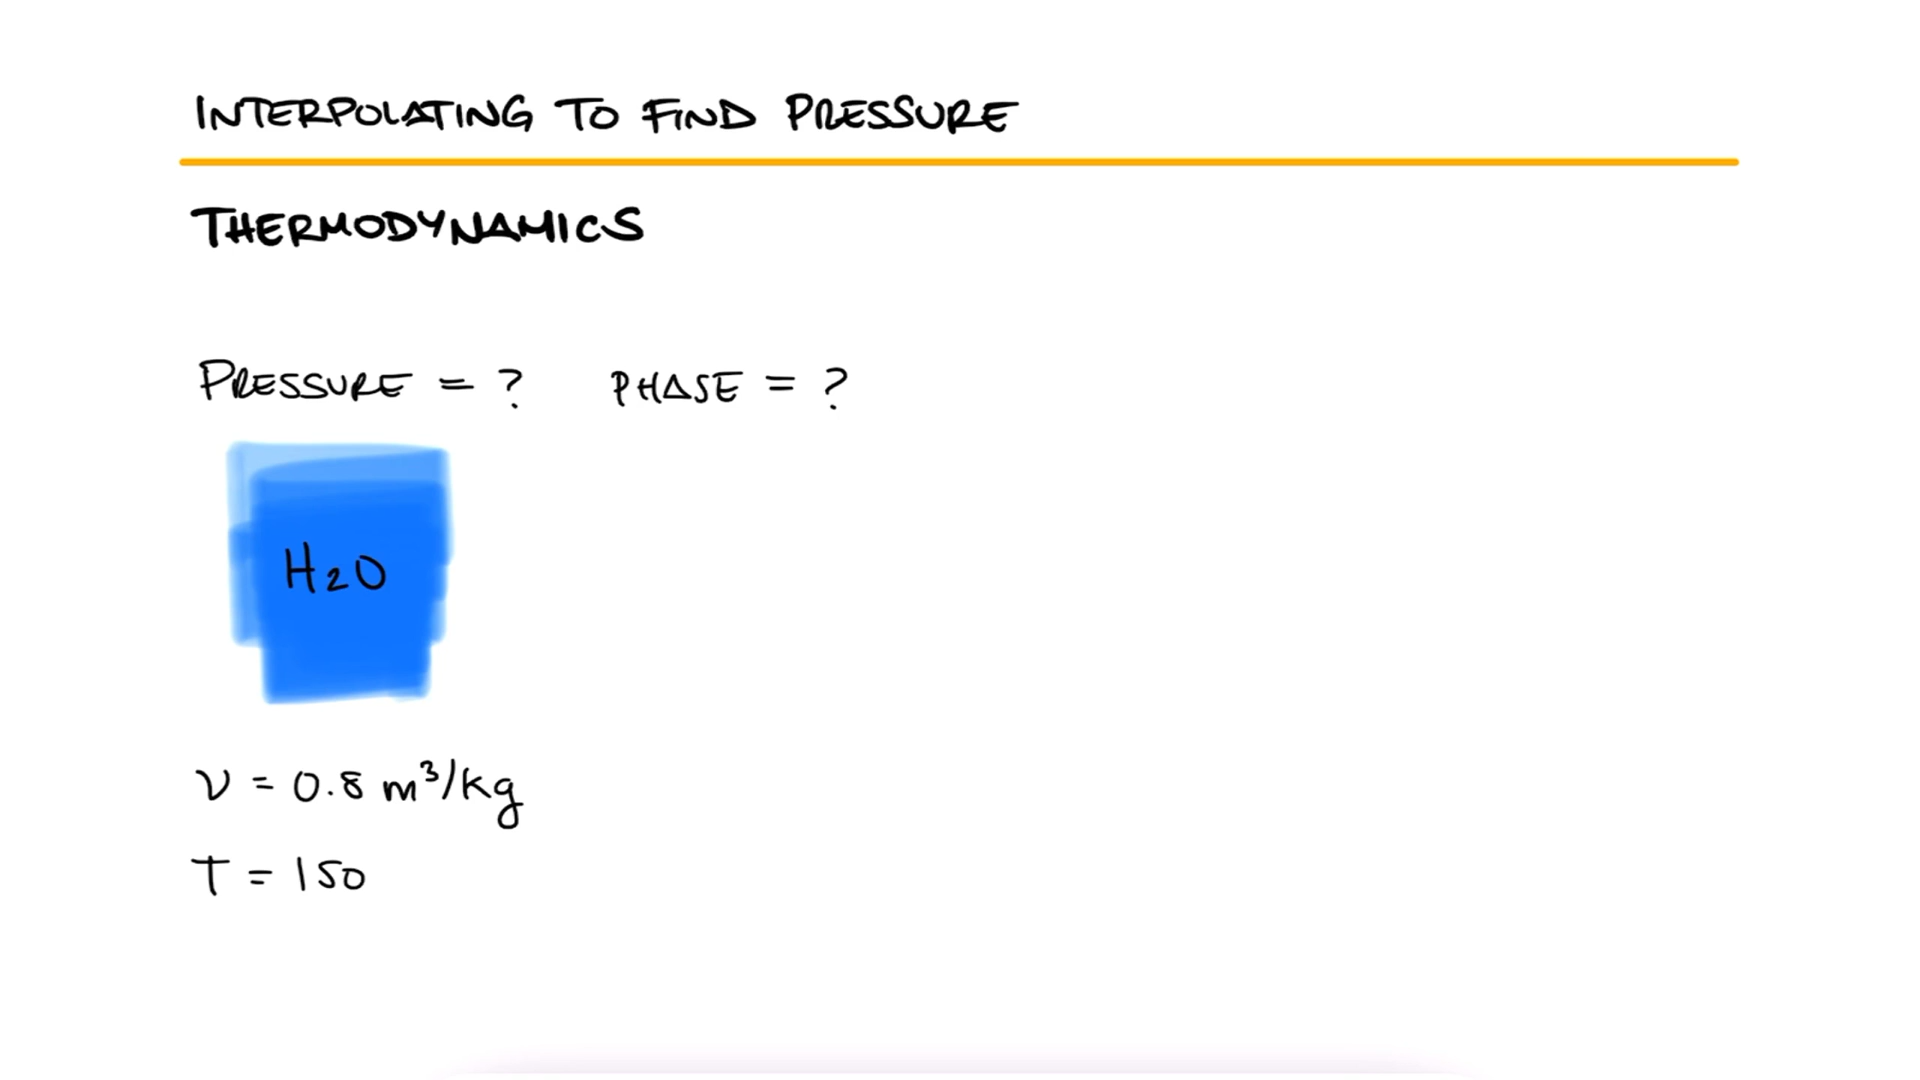 INTERPOLATING TO FIND PRESSURE
THERMODYNAMICS
PRESSURE = ? PHASE = ?
H₂O
ν = 0.8 m³/kg
T = 150